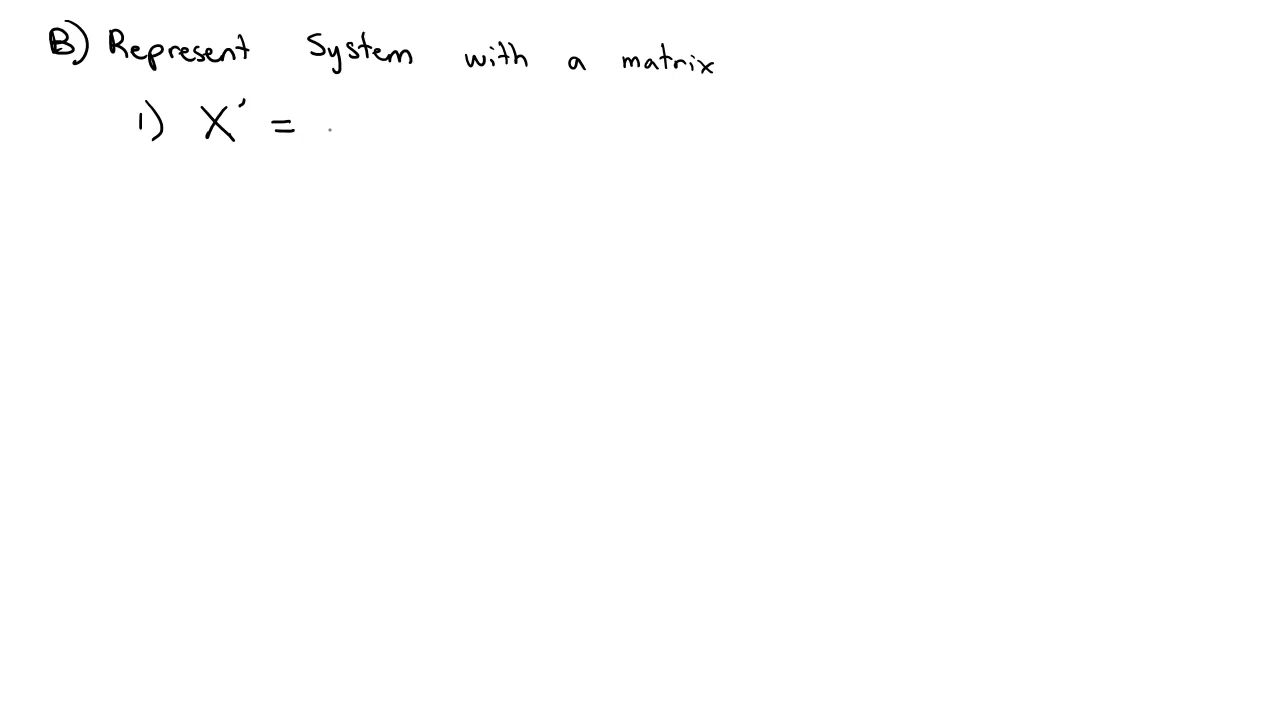 B) Represent System with a matrix
1) X' =